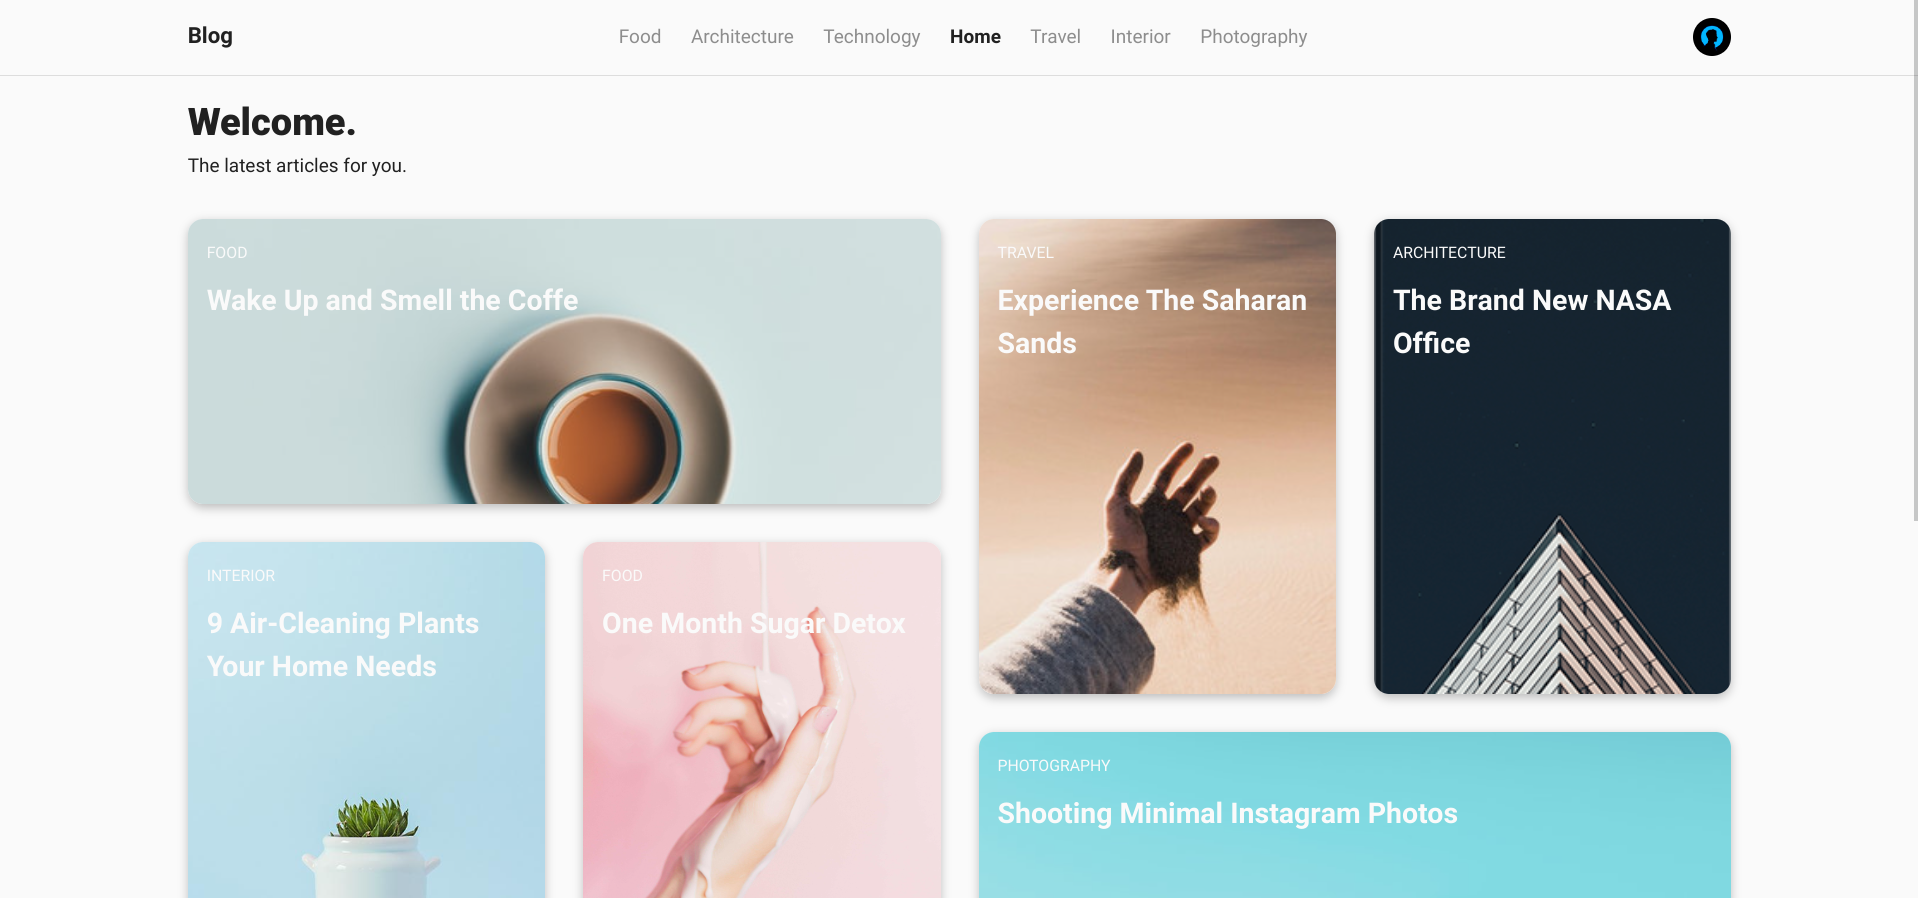 Blog
Food Architecture Technology Home Travel Interior Photography
Welcome.
The latest articles for you.
FOOD
Wake Up and Smell the Coffe
TRAVEL
Experience The Saharan
Sands
ARCHITECTURE
The Brand New NASA
Office
INTERIOR
9 Air-Cleaning Plants
Your Home Needs
FOOD
One Month Sugar Detox
PHOTOGRAPHY
Shooting Minimal Instagram Photos